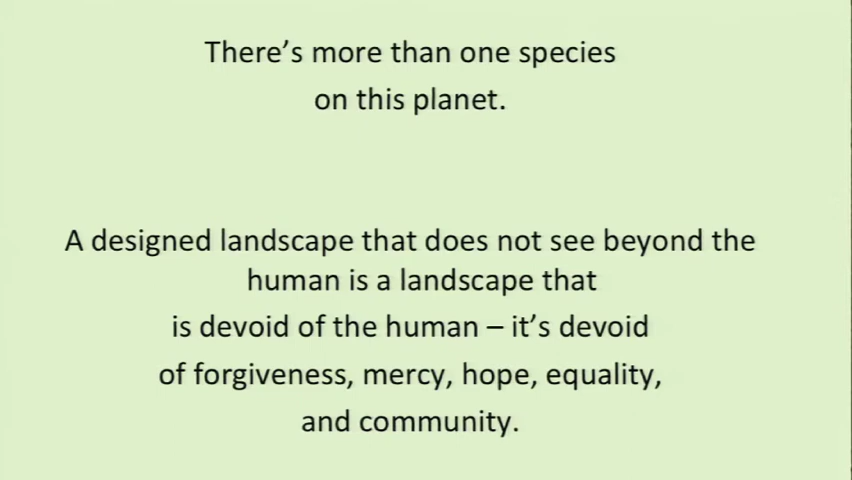 There’s more than one species
on this planet.
A designed landscape that does not see beyond the
human is a landscape that
is devoid of the human – it’s devoid
of forgiveness, mercy, hope, equality,
and community.